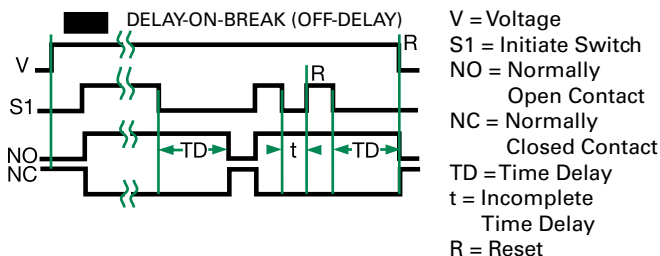 DELAY-ON-BREAK (OFF-DELAY)
R
V
S1
R
NO
NC
TD
t
TD
V = Voltage
S1 = Initiate Switch
NO = Normally
Open Contact
NC = Normally
Closed Contact
TD = Time Delay
t = Incomplete
Time Delay
R = Reset